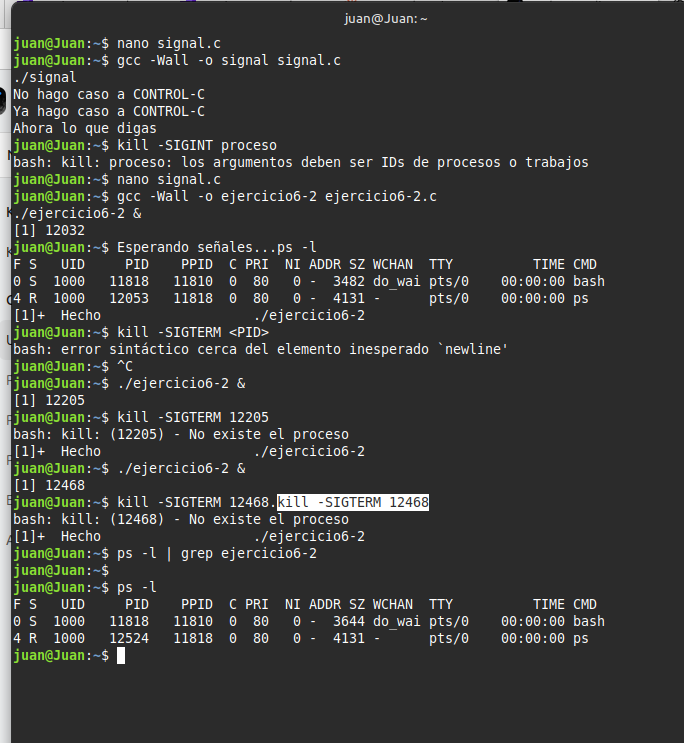 juan@Juan: ~
juan@Juan:~$ nano signal.c
juan@Juan:~$ gcc -Wall -o signal signal.c
./signal
No hago caso a CONTROL-C
Ya hago caso a CONTROL-C
Ahora lo que digas
juan@Juan:~$ kill -SIGINT proceso
bash: kill: proceso: los argumentos deben ser IDs de procesos o trabajos
juan@Juan:~$ nano signal.c
juan@Juan:~$ gcc -Wall -o ejercicio6-2 ejercicio6-2.c
./ejercicio6-2 &
[1] 12032
juan@Juan:~$ Esperando señales...ps -l
F S   UID     PID    PPID  C PRI  NI ADDR SZ WCHAN  TTY          TIME CMD
0 S  1000   11818   11810  0  80   0 -  3482 do_wai pts/0    00:00:00 bash
4 R  1000   12053   11818  0  80   0 -  4131 -      pts/0    00:00:00 ps
[1]+  Hecho                   ./ejercicio6-2
juan@Juan:~$ kill -SIGTERM <PID>
bash: error sintáctico cerca del elemento inesperado `newline'
juan@Juan:~$ ^C
juan@Juan:~$ ./ejercicio6-2 &
[1] 12205
juan@Juan:~$ kill -SIGTERM 12205
bash: kill: (12205) - No existe el proceso
[1]+  Hecho                   ./ejercicio6-2
juan@Juan:~$ ./ejercicio6-2 &
[1] 12468
juan@Juan:~$ kill -SIGTERM 12468.kill -SIGTERM 12468
bash: kill: (12468) - No existe el proceso
[1]+  Hecho                   ./ejercicio6-2
juan@Juan:~$ ps -l | grep ejercicio6-2
juan@Juan:~$
juan@Juan:~$ ps -l
F S   UID     PID    PPID  C PRI  NI ADDR SZ WCHAN  TTY          TIME CMD
0 S  1000   11818   11810  0  80   0 -  3644 do_wai pts/0    00:00:00 bash
4 R  1000   12524   11818  0  80   0 -  4131 -      pts/0    00:00:00 ps
juan@Juan:~$